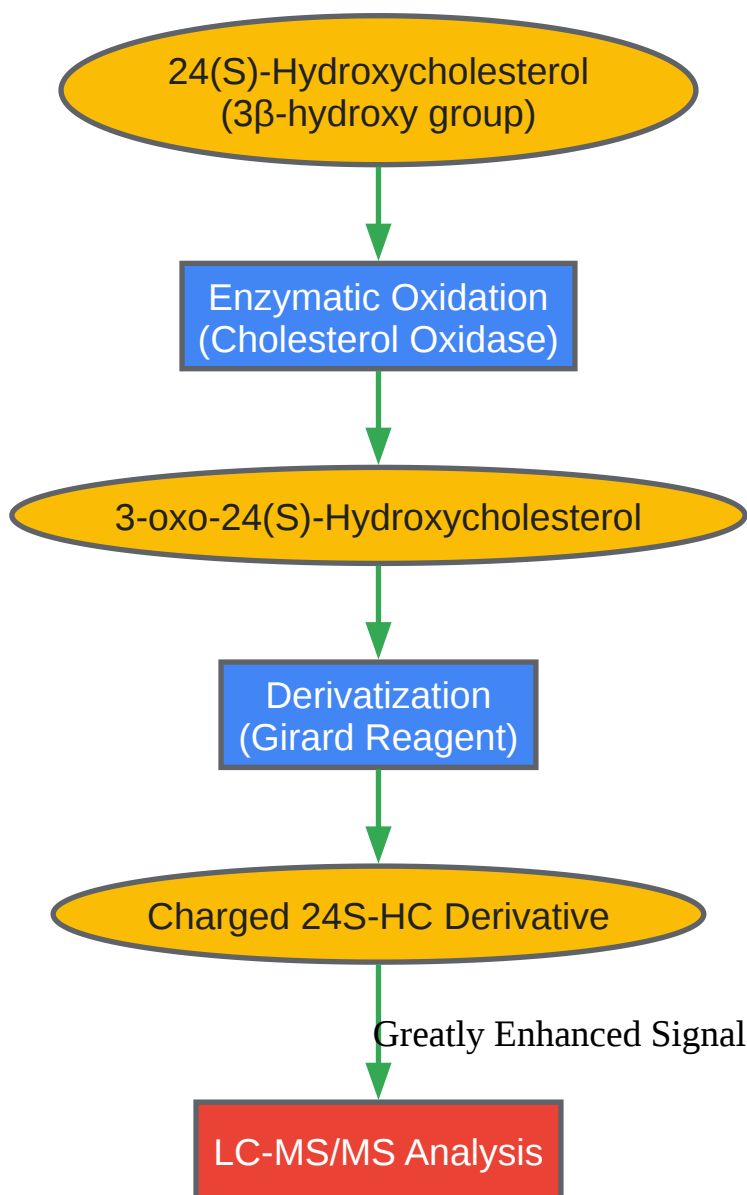 24(S)-Hydroxycholesterol
(3β-hydroxy group)
Enzymatic Oxidation
(Cholesterol Oxidase)
3-oxo-24(S)-Hydroxycholesterol
Derivatization
(Girard Reagent)
Charged 24S-HC Derivative
Greatly Enhanced Signal
LC-MS/MS Analysis